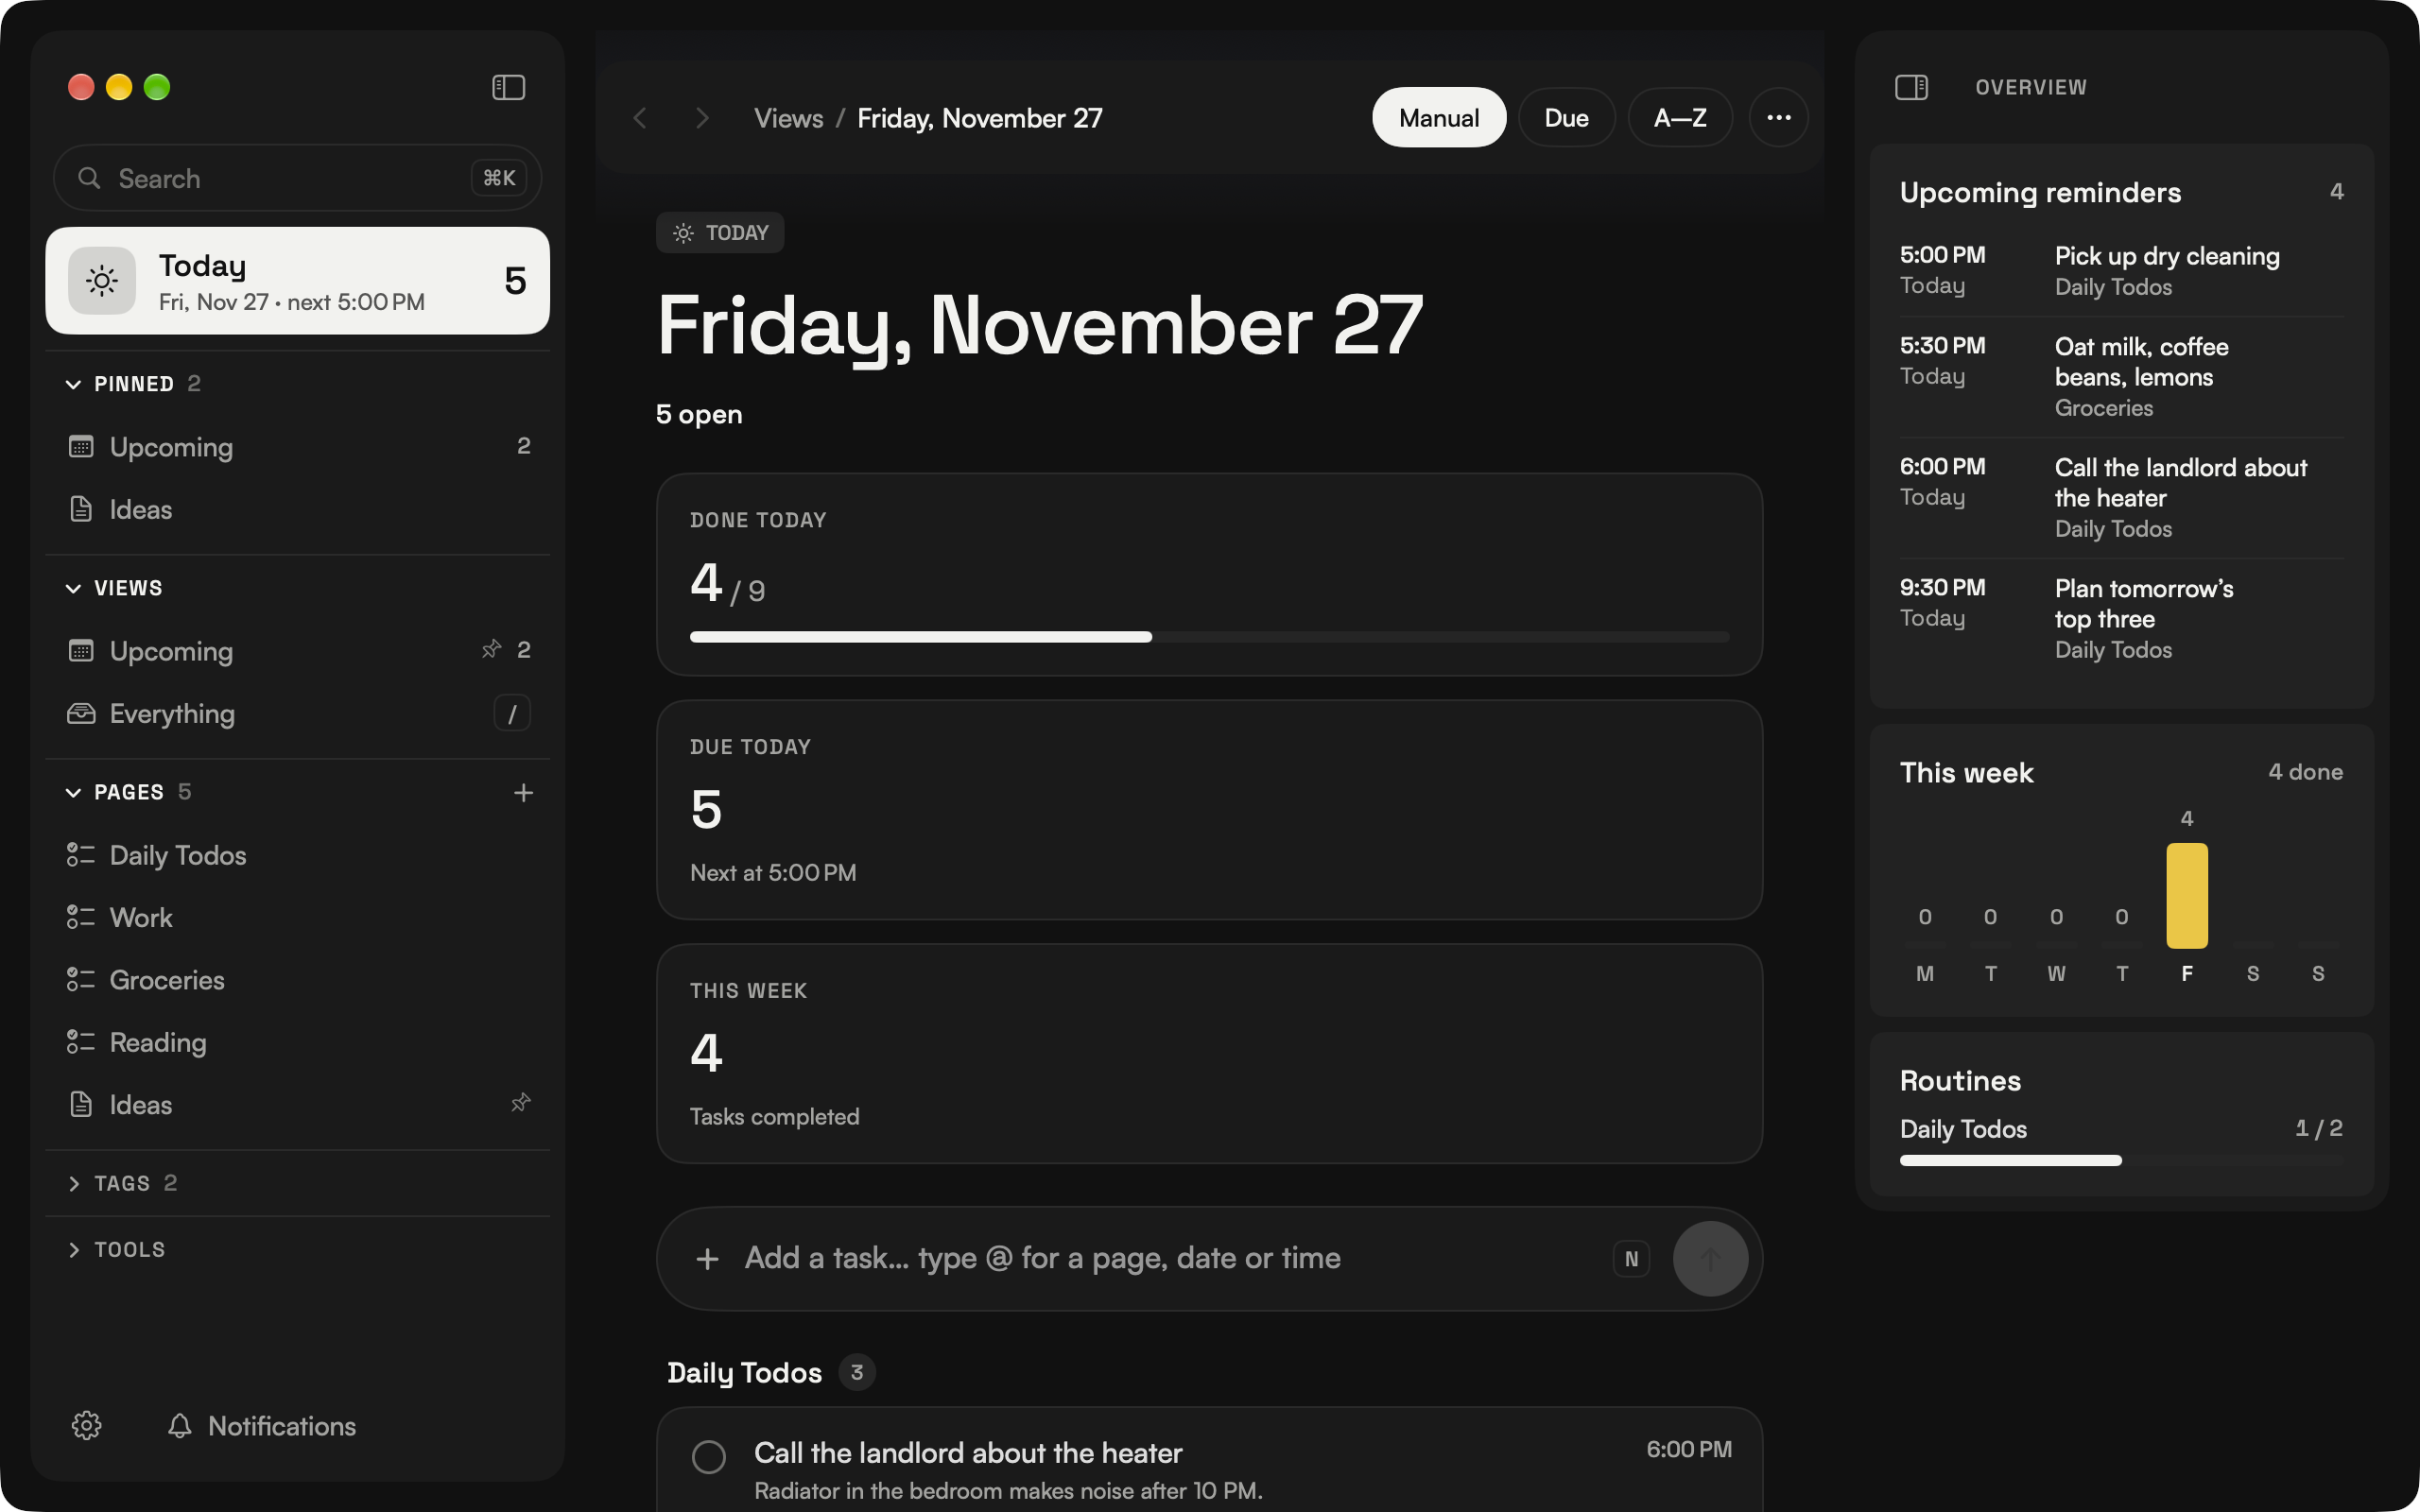 Search ⌘K
Today
Fri, Nov 27 · next 5:00 PM
5
PINNED 2
Upcoming 2
Ideas
VIEWS
Upcoming 2
Everything /
PAGES 5
Daily Todos
Work
Groceries
Reading
Ideas
TAGS 2
TOOLS
Notifications
Views / Friday, November 27
Manual Due A—Z
TODAY
Friday, November 27
5 open
DONE TODAY
4 / 9
DUE TODAY
5
Next at 5:00 PM
THIS WEEK
4
Tasks completed
Add a task... type @ for a page, date or time N
Daily Todos 3
Call the landlord about the heater 6:00 PM
Radiator in the bedroom makes noise after 10 PM.
OVERVIEW
Upcoming reminders 4
5:00 PM Pick up dry cleaning
Today Daily Todos
5:30 PM Oat milk, coffee
Today beans, lemons
Groceries
6:00 PM Call the landlord about
Today the heater
Daily Todos
9:30 PM Plan tomorrow’s
Today top three
Daily Todos
This week 4 done
4
0 0 0 0
M T W T F S S
Routines
Daily Todos 1 / 2